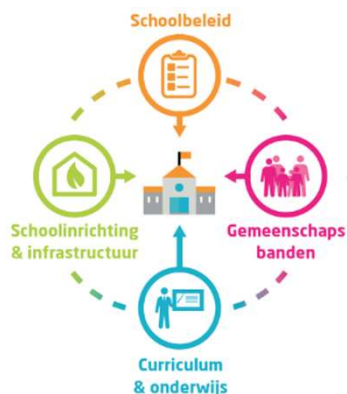 Schoolbeleid
Schoolinrichting
& infrastructuur
Gemeenschaps
banden
Curriculum
& onderwijs